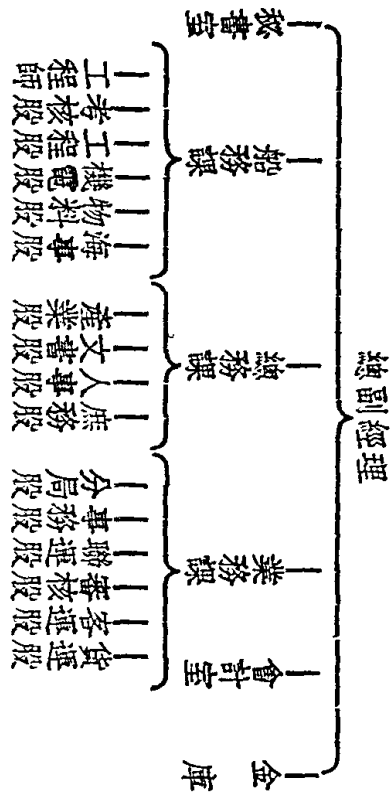 總副經理
秘書室
船務課
總務課
業務課
會計室
金庫
工程師
考核股
工程股
機電股
物料股
海事股
產業股
文書股
人事股
庶務股
分局股
事務股
聯運股
審核股
客運股
貨運股